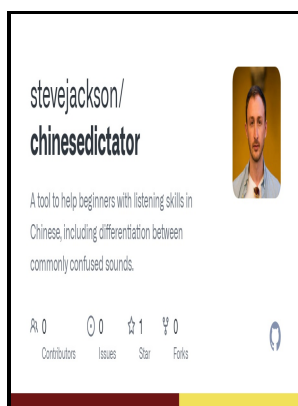 stevejackson/
chinesedictator
A tool to help beginners with listening skills in
Chinese, including differentiation between
commonly confused sounds.
0 0 1 0
Contributors Issues Star Forks